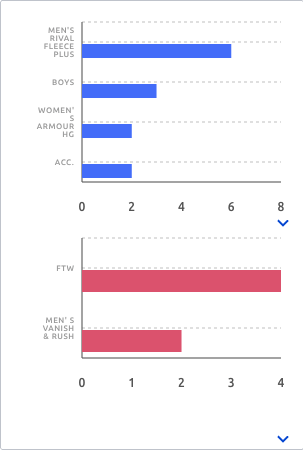 MEN'S
RIVAL
FLEECE
PLUS
BOYS
WOMEN'
S
ARMOUR
HG
ACC.
0 2 4 6 8
FTW
MEN' S
VANISH
& RUSH
0 1 2 3 4